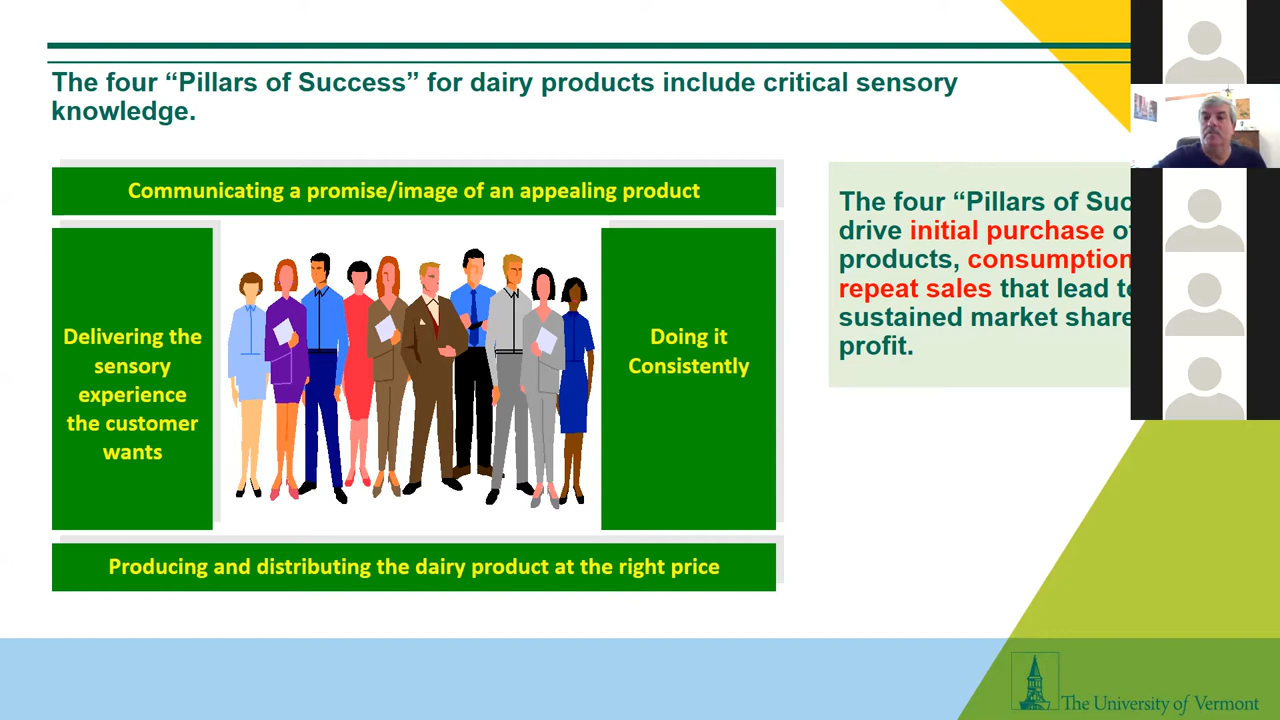 The four “Pillars of Success” for dairy products include critical sensory
knowledge.
Communicating a promise/image of an appealing product
Delivering the
sensory
experience
the customer
wants
Doing it
Consistently
Producing and distributing the dairy product at the right price
The four “Pillars of Suc
drive initial purchase
products, consumption
repeat sales that lead
sustained market share
profit.
The University of Vermont